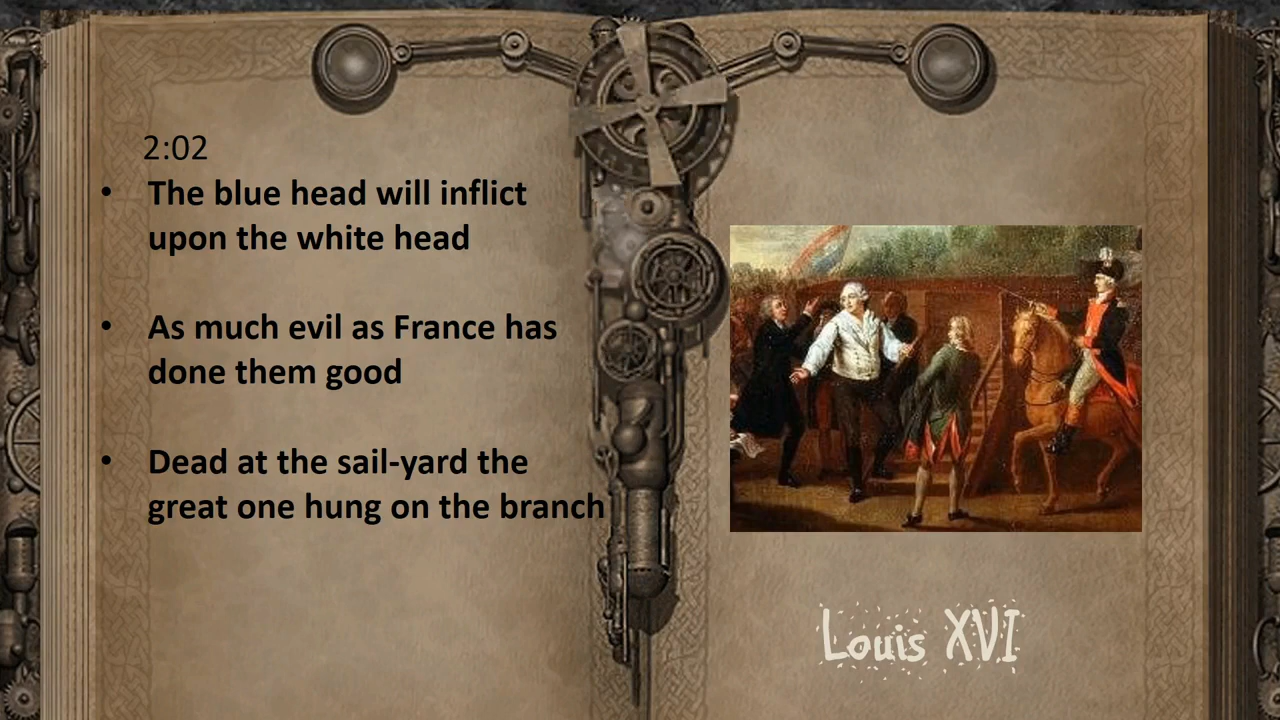 2:02
• The blue head will inflict
upon the white head
• As much evil as France has
done them good
• Dead at the sail-yard the
great one hung on the branch
Louis XVI